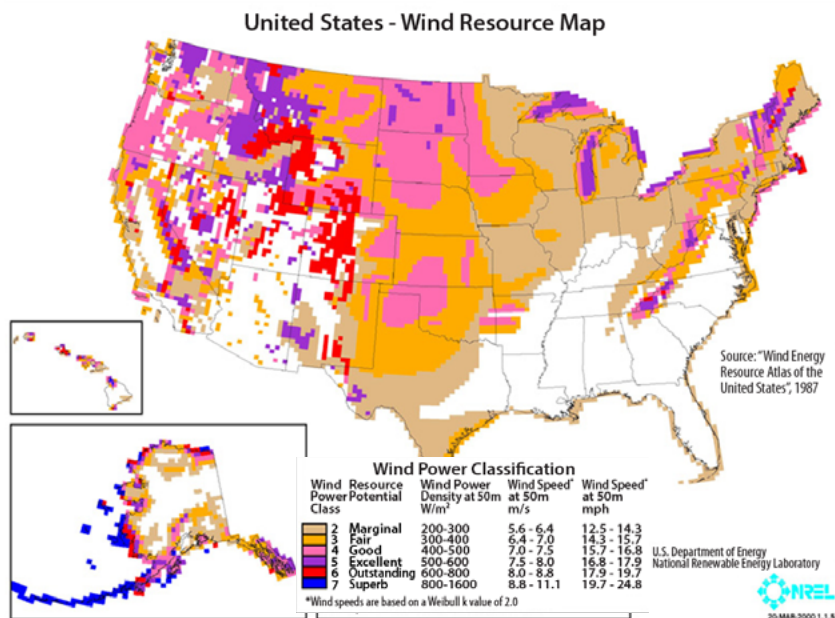 United States - Wind Resource Map
Source: "Wind Energy
Resource Atlas of the
United States", 1987
Wind Power Classification
Wind Resource Wind Power Wind Speed* Wind Speed*
Power Potential Density at 50m at 50m at 50m
Class W/m² m/s mph
2 Marginal 200-300 5.6 - 6.4 12.5 - 14.3
3 Fair 300-400 6.4 - 7.0 14.3 - 15.7
4 Good 400-500 7.0 - 7.5 15.7 - 16.8
5 Excellent 500-600 7.5 - 8.0 16.8 - 17.9
6 Outstanding 600-800 8.0 - 8.8 17.9 - 19.7
7 Superb 800-1600 8.8 - 11.1 19.7 - 24.8
*Wind speeds are based on a Weibull k value of 2.0
U.S. Department of Energy
National Renewable Energy Laboratory
NREL